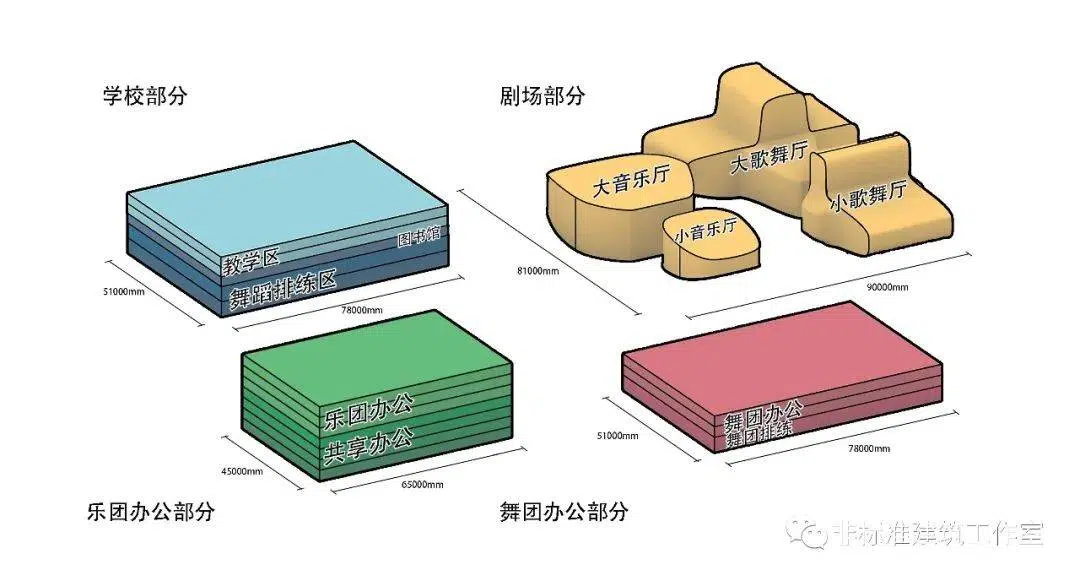 学校部分
剧场部分
大音乐厅
大歌舞厅
小歌舞厅
小音乐厅
图书馆
教学区
舞蹈排练区
51000mm
78000mm
81000mm
90000mm
乐团办公
共享办公
45000mm
65000mm
舞团办公
舞团排练
51000mm
78000mm
乐团办公部分
舞团办公部分
非标准建筑工作室